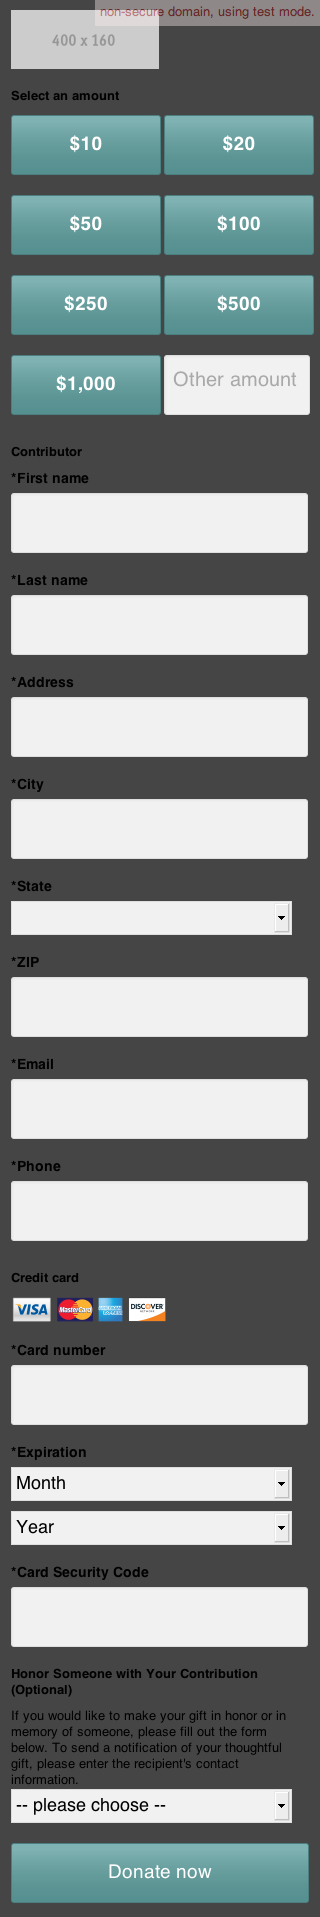 non-secure domain, using test mode.
400 x 160
Select an amount
$10 $20
$50 $100
$250 $500
$1,000 Other amount
Contributor
*First name
*Last name
*Address
*City
*State
*ZIP
*Email
*Phone
Credit card
VISA MasterCard AMERICAN EXPRESS DISCOVER
*Card number
*Expiration
Month
Year
*Card Security Code
Honor Someone with Your Contribution
(Optional)
If you would like to make your gift in honor or in
memory of someone, please fill out the form
below. To send a notification of your thoughtful
gift, please enter the recipient's contact
information.
-- please choose --
Donate now